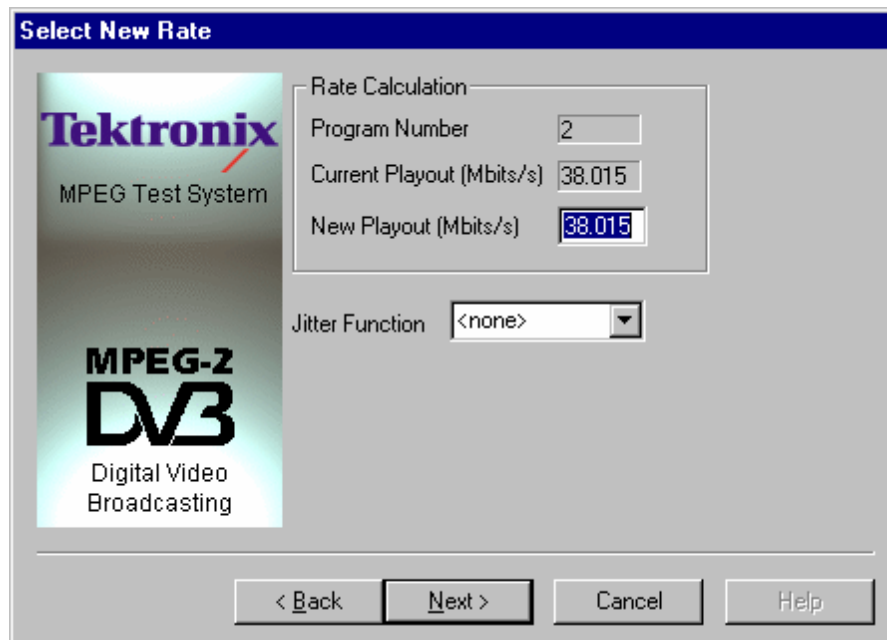 Select New Rate
Tektronix
MPEG Test System
MPEG-2
DVB
Digital Video
Broadcasting
Rate Calculation
Program Number 2
Current Playout (Mbits/s) 38.015
New Playout (Mbits/s) 38.015
Jitter Function <none>
< Back Next > Cancel Help